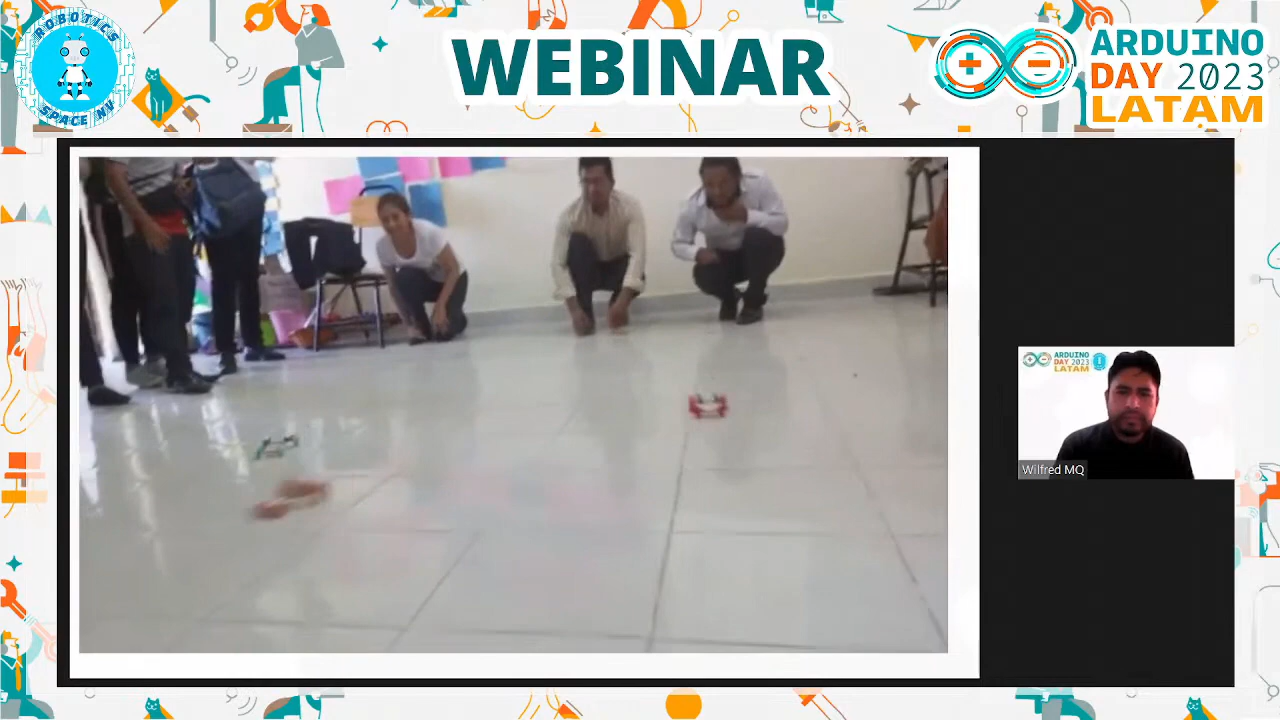 ROBOTICS
SPACE NV
WEBINAR
ARDUINO
DAY 2023
LATAM
ARDUINO
DAY 2023
LATAM
Wilfred MQ